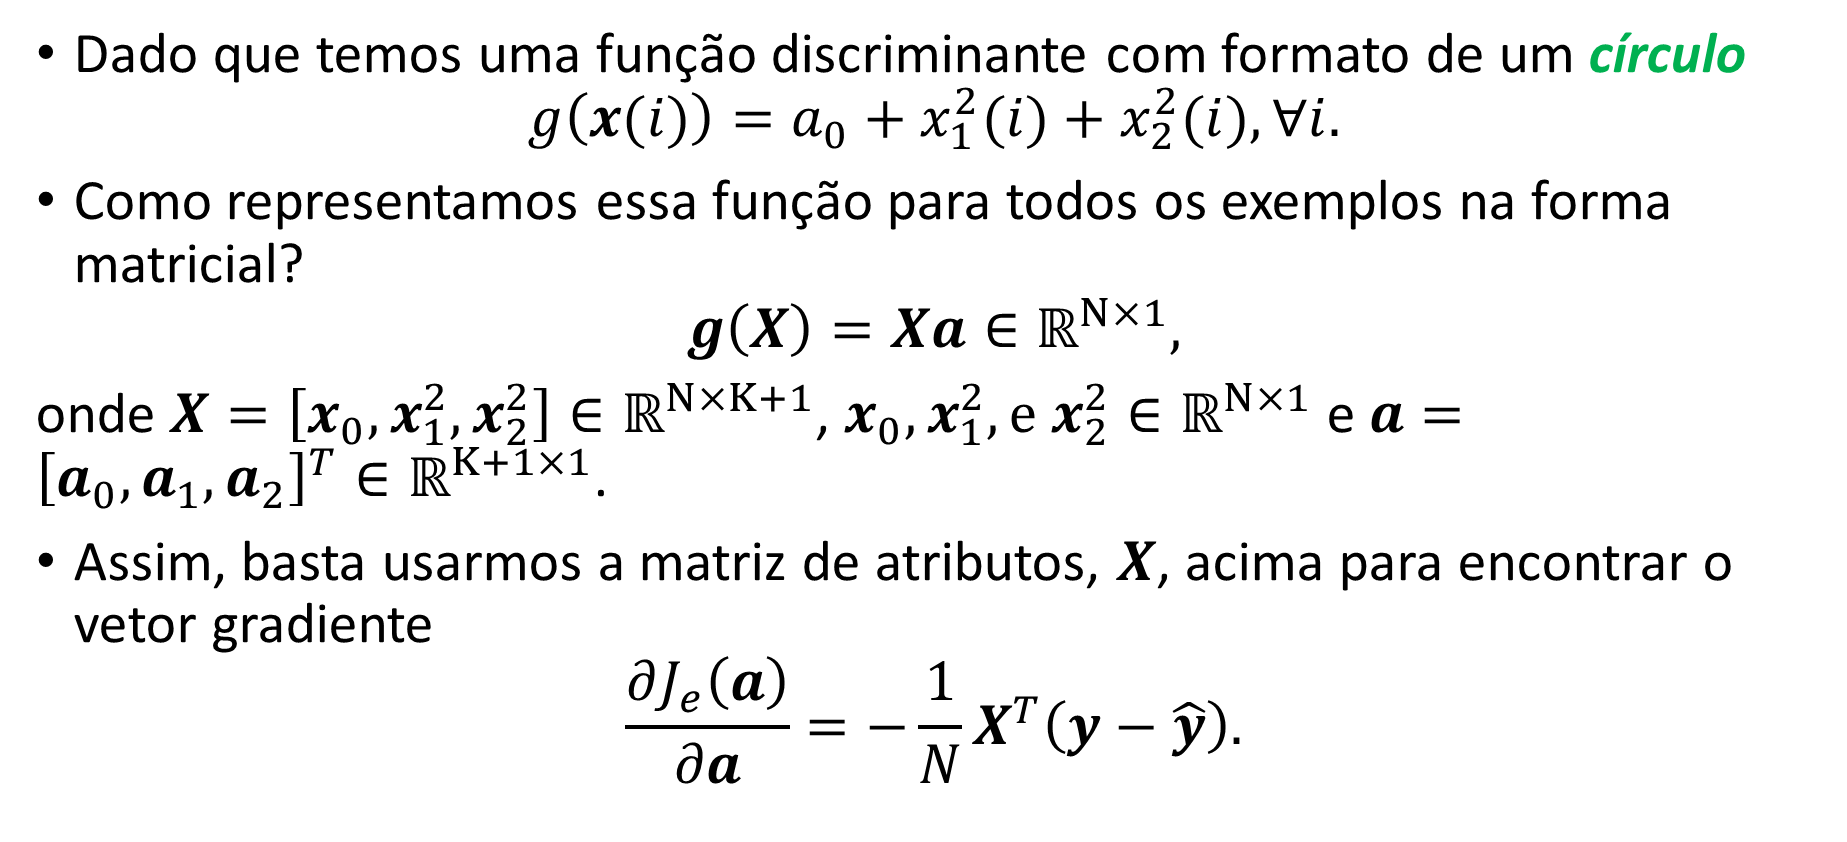 • Dado que temos uma função discriminante com formato de um círculo
g(x(i)) = a₀ + x₁²(i) + x₂²(i), ∀i.
• Como representamos essa função para todos os exemplos na forma
matricial?
g(X) = Xa ∈ ℝ^{N×1},
onde X = [x₀, x₁², x₂²] ∈ ℝ^{N×K+1}, x₀, x₁², e x₂² ∈ ℝ^{N×1} e a =
[a₀, a₁, a₂]^T ∈ ℝ^{K+1×1}.
• Assim, basta usarmos a matriz de atributos, X, acima para encontrar o
vetor gradiente
∂Jₑ(a)/∂a = −(1/N) X^T(y − ŷ).